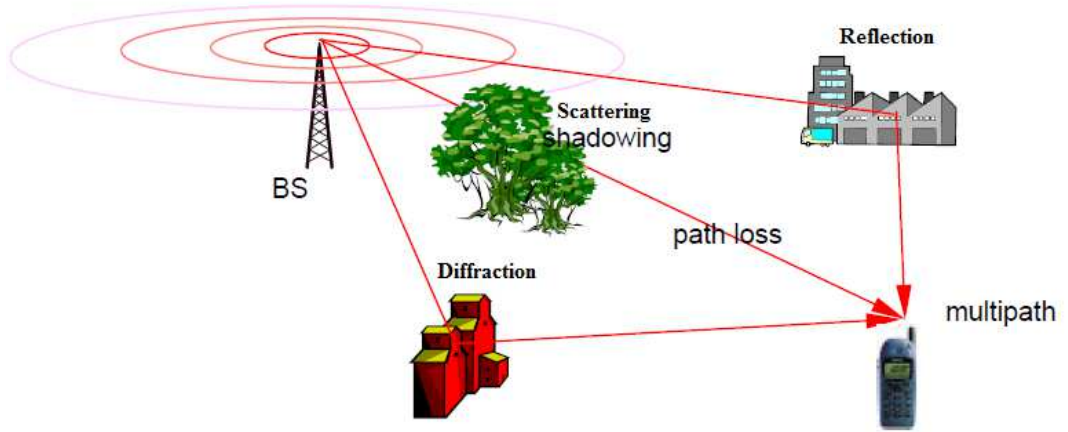 Reflection
Scattering
shadowing
BS
path loss
Diffraction
multipath